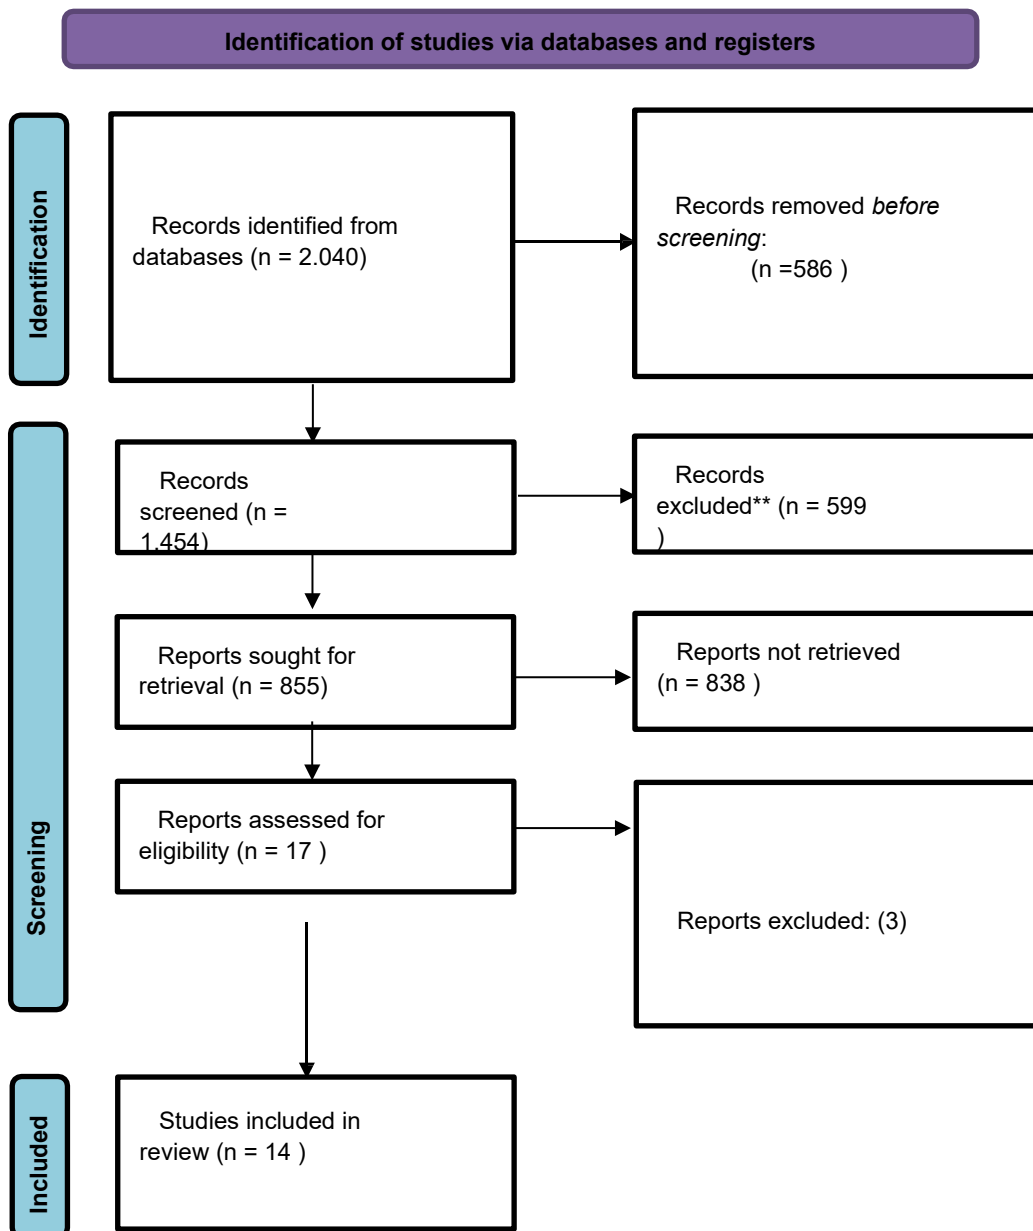 Identification of studies via databases and registers
Identification
Records identified from
databases (n = 2.040)
Records removed before
screening:
(n =586 )
Screening
Records
screened (n =
1.454)
Records
excluded** (n = 599
)
Reports sought for
retrieval (n = 855)
Reports not retrieved
(n = 838 )
Reports assessed for
eligibility (n = 17 )
Reports excluded: (3)
Included
Studies included in
review (n = 14 )